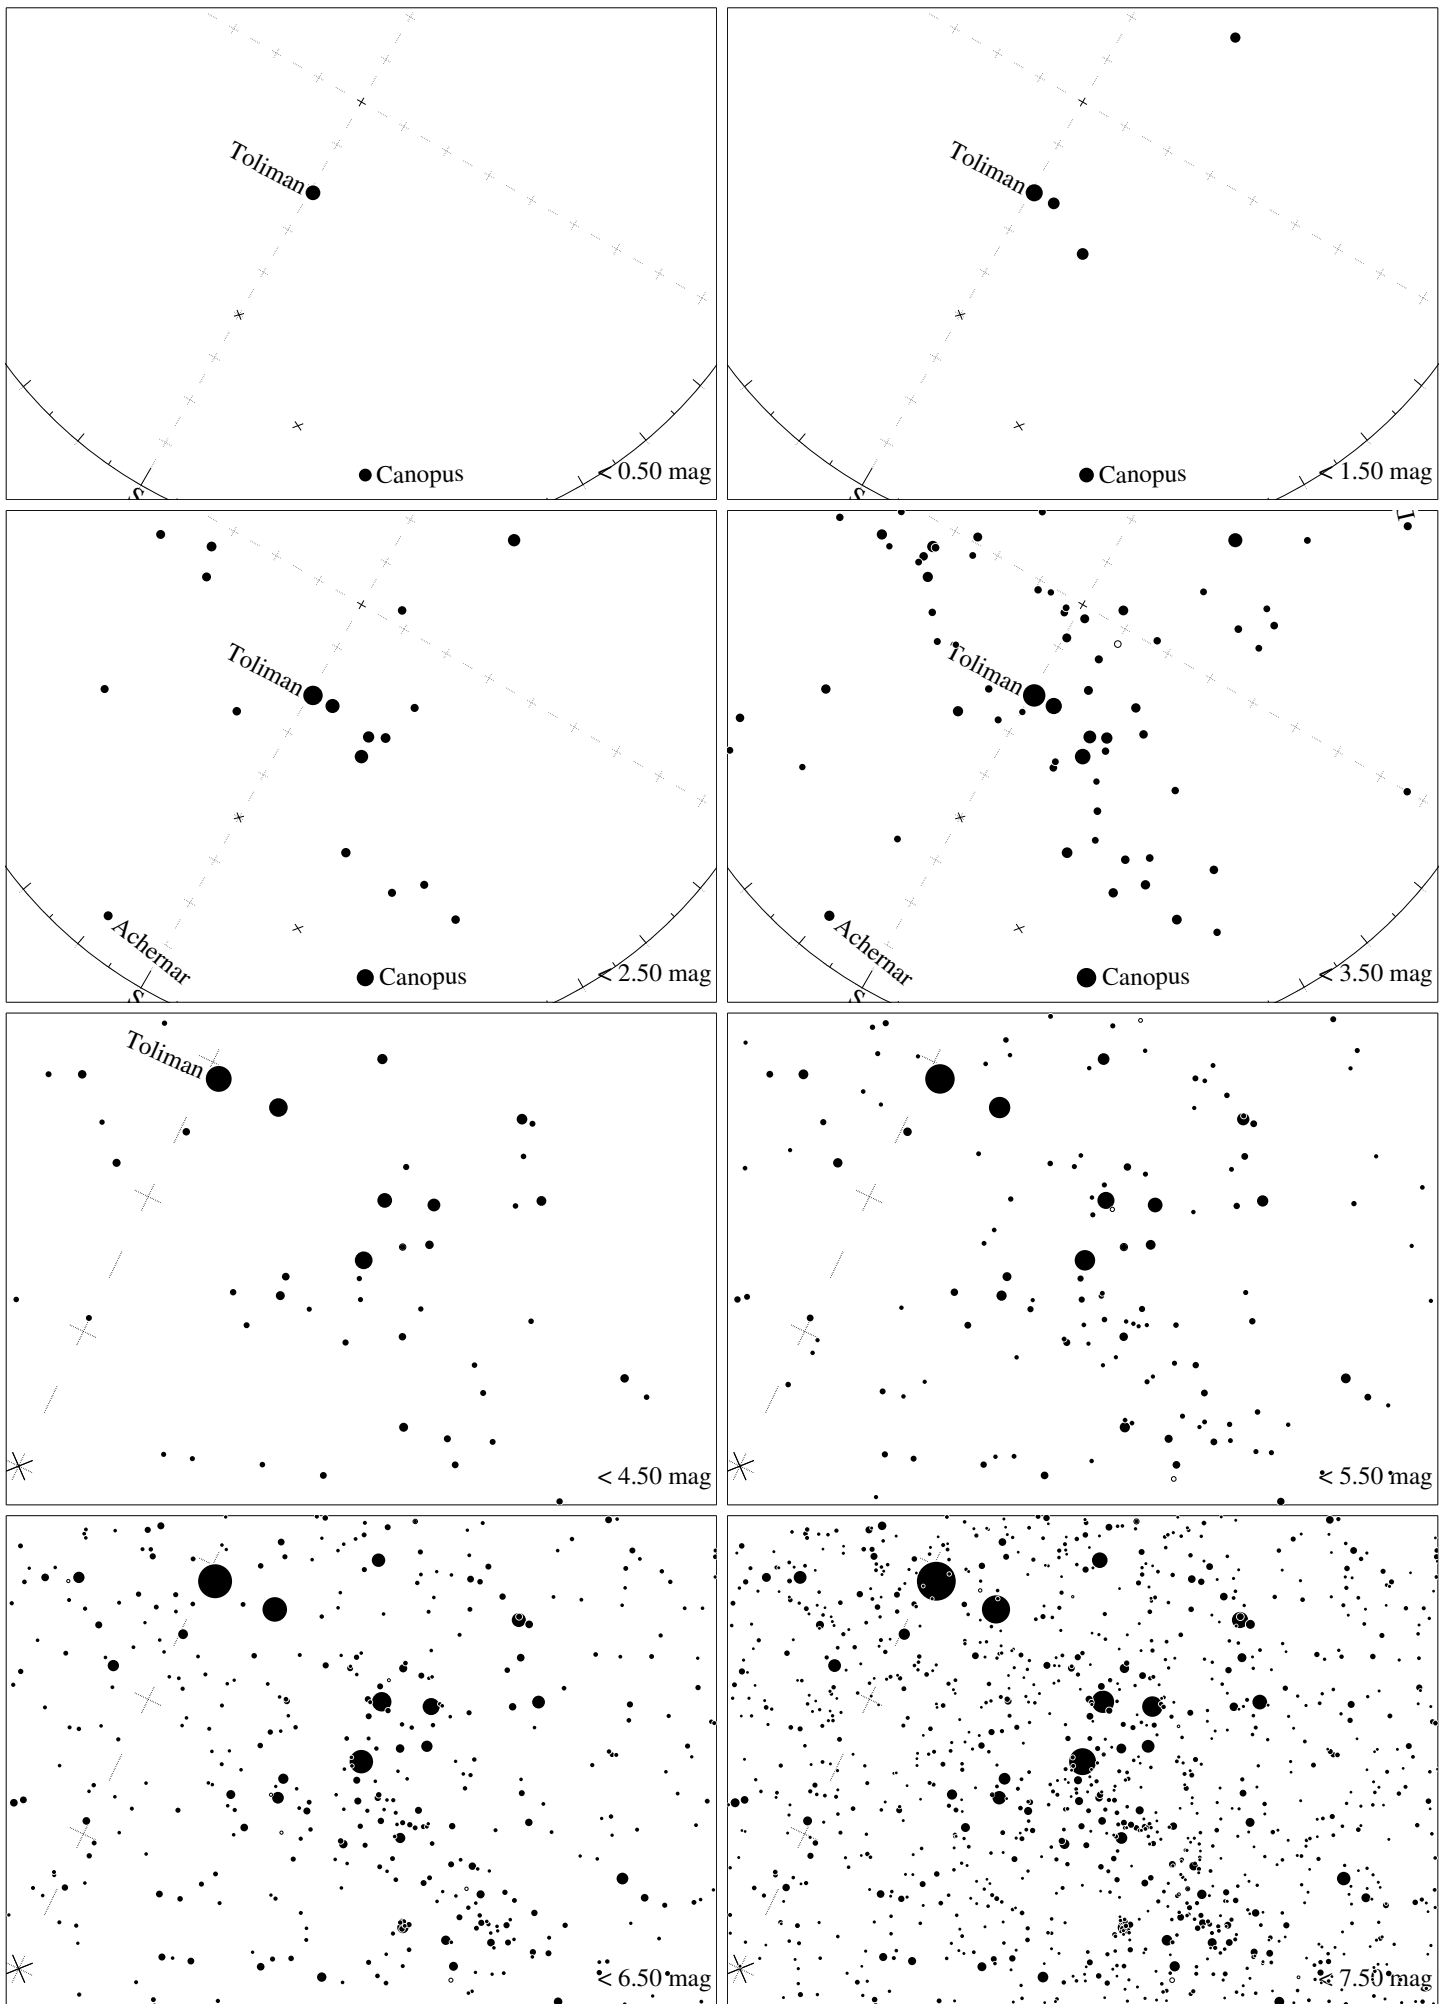 Toliman
S
Canopus
< 0.50 mag
Toliman
S
Canopus
< 1.50 mag
Toliman
Achernar
S
Canopus
< 2.50 mag
Toliman
Achernar
S
Canopus
< 3.50 mag
Toliman
< 4.50 mag
< 5.50 mag
< 6.50 mag
< 7.50 mag